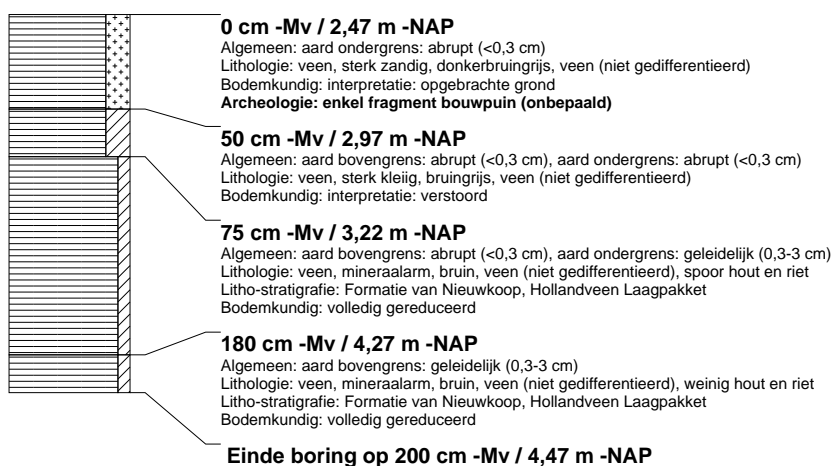 0 cm -Mv / 2,47 m -NAP
Algemeen: aard ondergrens: abrupt (<0,3 cm)
Lithologie: veen, sterk zandig, donkerbruingrijs, veen (niet gedifferentieerd)
Bodemkundig: interpretatie: opgebrachte grond
Archeologie: enkel fragment bouwpuin (onbepaald)
50 cm -Mv / 2,97 m -NAP
Algemeen: aard bovengrens: abrupt (<0,3 cm), aard ondergrens: abrupt (<0,3 cm)
Lithologie: veen, sterk kleiig, bruingrijs, veen (niet gedifferentieerd)
Bodemkundig: interpretatie: verstoord
75 cm -Mv / 3,22 m -NAP
Algemeen: aard bovengrens: abrupt (<0,3 cm), aard ondergrens: geleidelijk (0,3-3 cm)
Lithologie: veen, mineraalarm, bruin, veen (niet gedifferentieerd), spoor hout en riet
Litho-stratigrafie: Formatie van Nieuwkoop, Hollandveen Laagpakket
Bodemkundig: volledig gereduceerd
180 cm -Mv / 4,27 m -NAP
Algemeen: aard bovengrens: geleidelijk (0,3-3 cm)
Lithologie: veen, mineraalarm, bruin, veen (niet gedifferentieerd), weinig hout en riet
Litho-stratigrafie: Formatie van Nieuwkoop, Hollandveen Laagpakket
Bodemkundig: volledig gereduceerd
Einde boring op 200 cm -Mv / 4,47 m -NAP